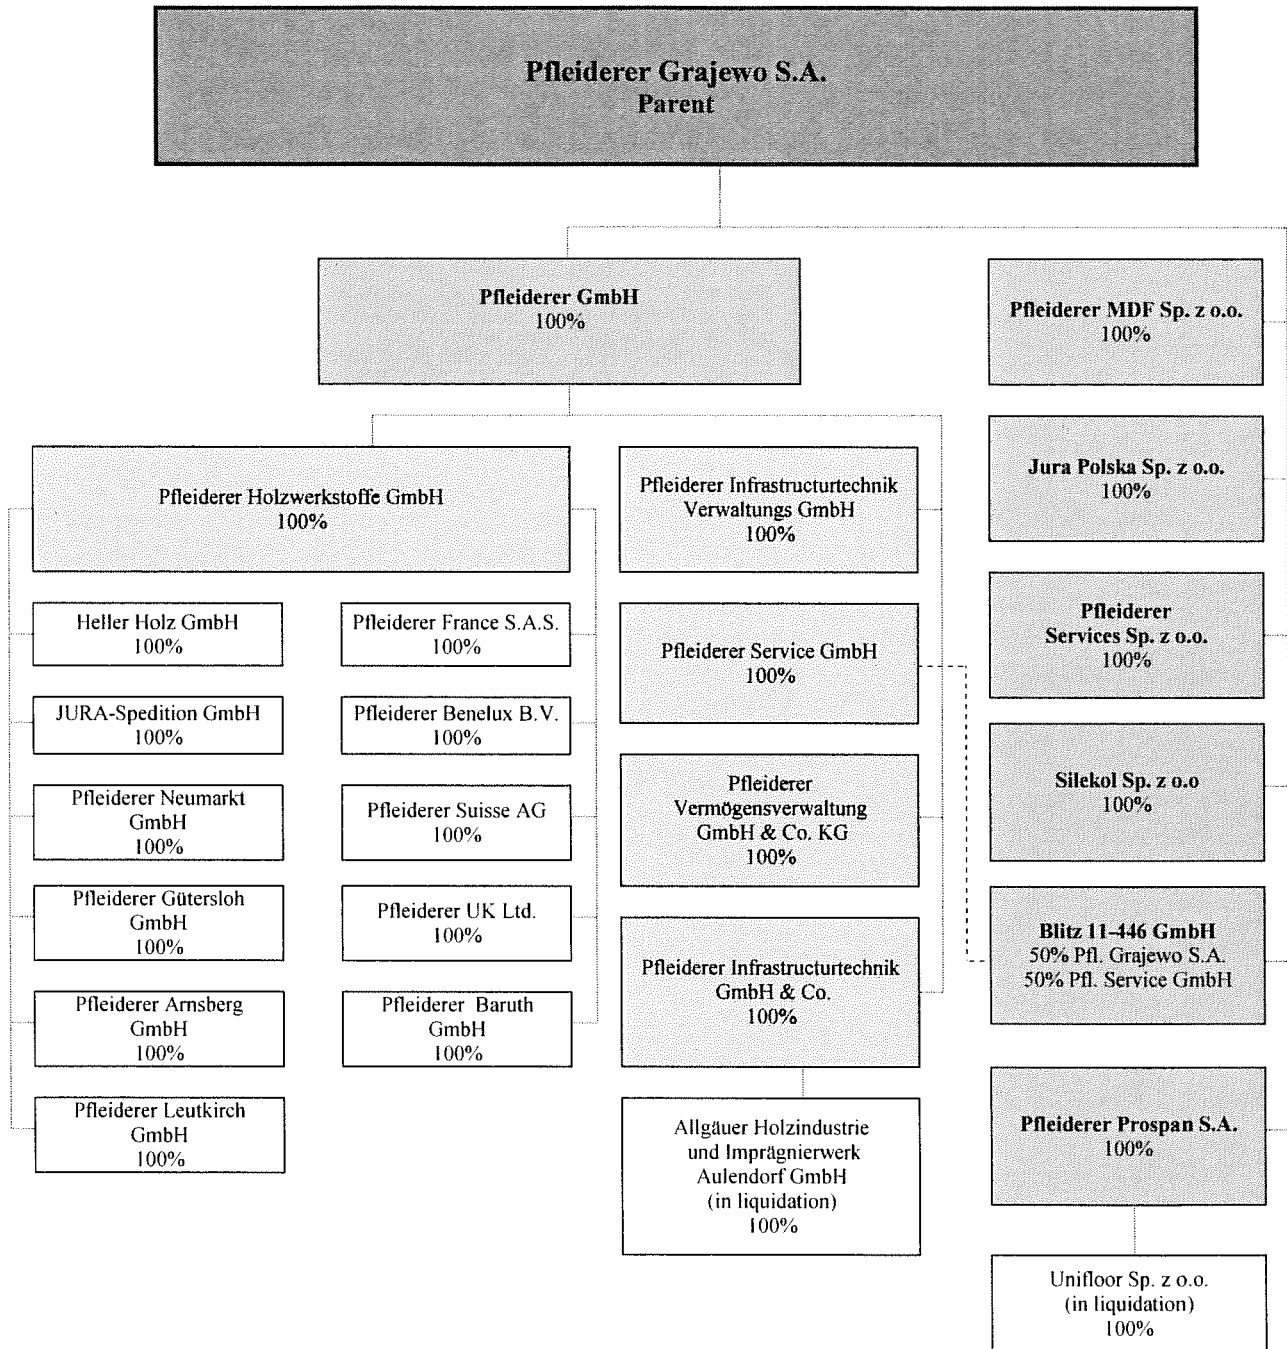 Pfleiderer Grajewo S.A.
Parent
Pfleiderer GmbH
100%
Pfleiderer Holzwerkstoffe GmbH
100%
Heller Holz GmbH
100%
JURA-Spedition GmbH
100%
Pfleiderer Neumarkt
GmbH
100%
Pfleiderer Gütersloh
GmbH
100%
Pfleiderer Arnsberg
GmbH
100%
Pfleiderer Leutkirch
GmbH
100%
Pfleiderer France S.A.S.
100%
Pfleiderer Benelux B.V.
100%
Pfleiderer Suisse AG
100%
Pfleiderer UK Ltd.
100%
Pfleiderer Baruth
GmbH
100%
Pfleiderer Infrastructurtechnik
Verwaltungs GmbH
100%
Pfleiderer Service GmbH
100%
Pfleiderer
Vermögensverwaltung
GmbH & Co. KG
100%
Pfleiderer Infrastructurtechnik
GmbH & Co.
100%
Allgäuer Holzindustrie
und Imprägnierwerk
Aulendorf GmbH
(in liquidation)
100%
Pfleiderer MDF Sp. z o.o.
100%
Jura Polska Sp. z o.o.
100%
Pfleiderer
Services Sp. z o.o.
100%
Silekol Sp. z o.o
100%
Blitz 11-446 GmbH
50% Pfl. Grajewo S.A.
50% Pfl. Service GmbH
Pfleiderer Prospan S.A.
100%
Unifloor Sp. z o.o.
(in liquidation)
100%